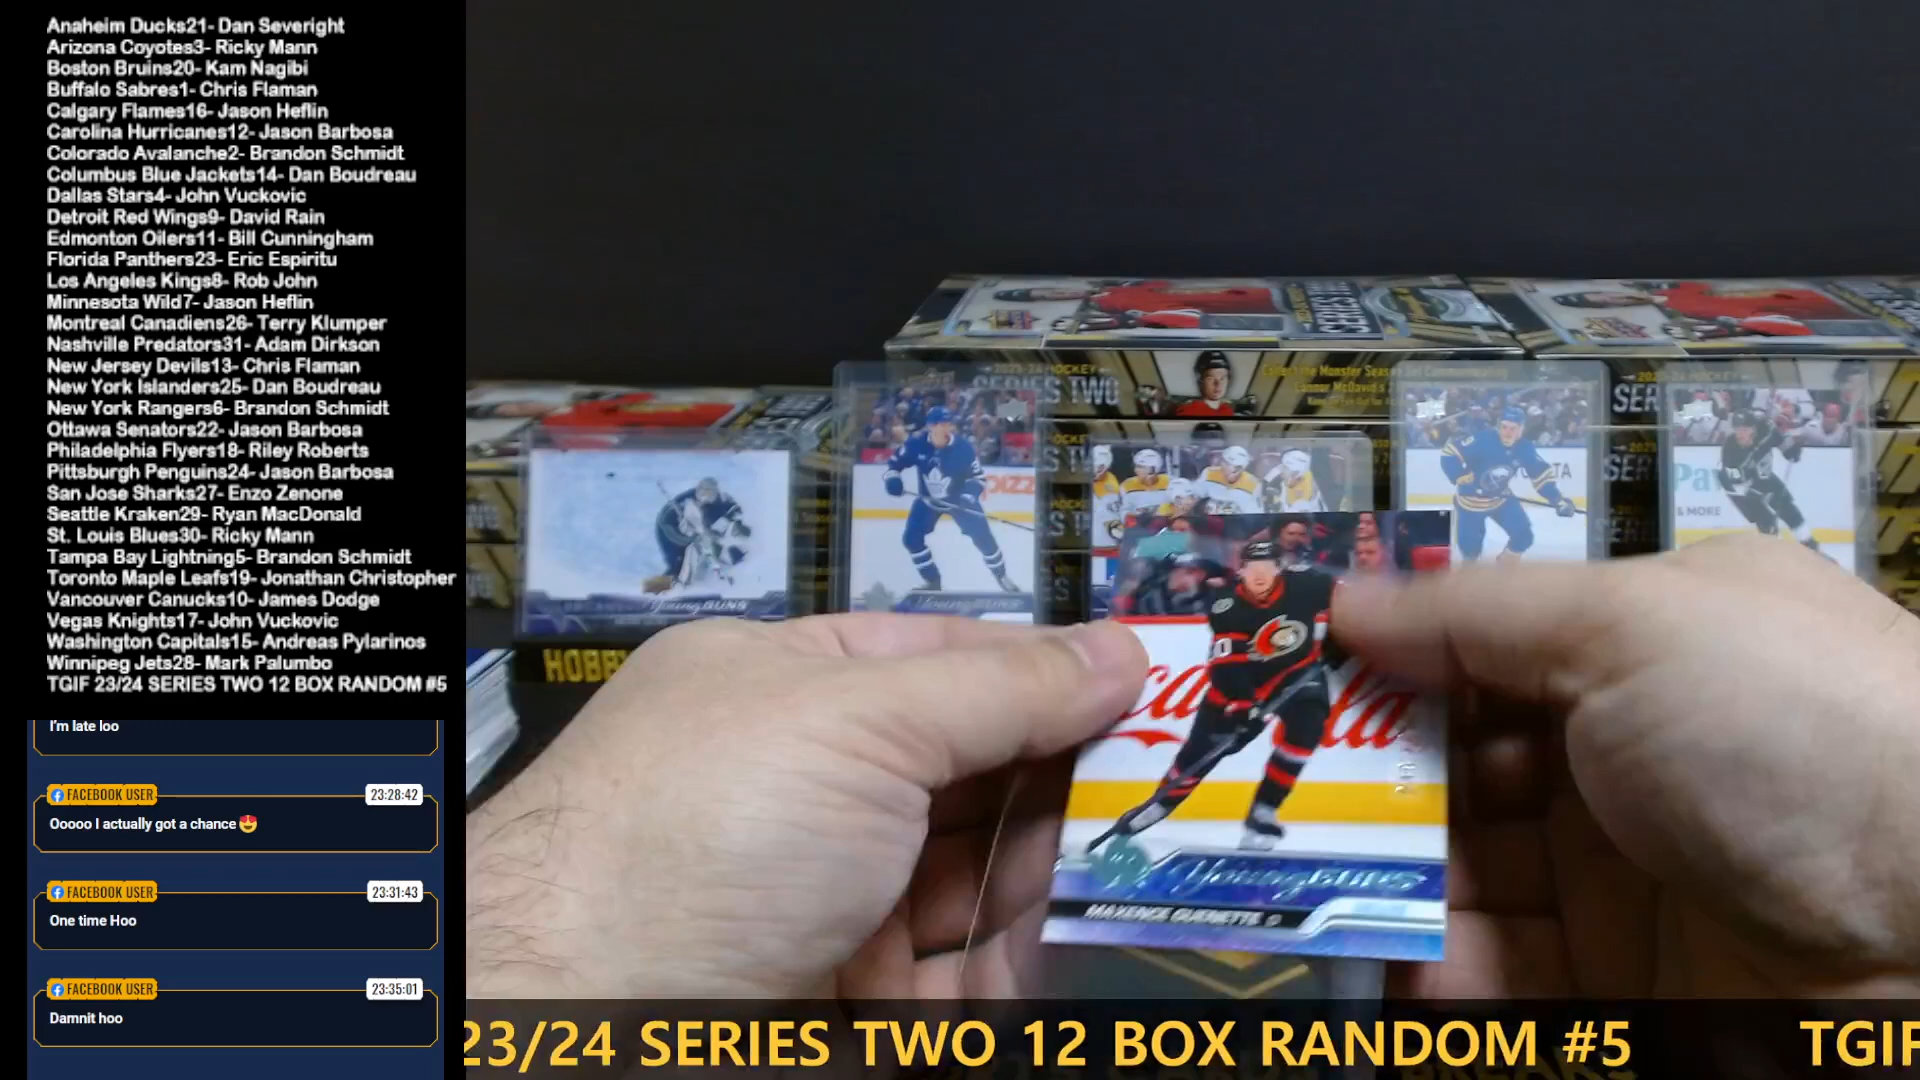 Anaheim Ducks21- Dan Severight
Arizona Coyotes3- Ricky Mann
Boston Bruins20- Kam Nagibi
Buffalo Sabres1- Chris Flaman
Calgary Flames16- Jason Heflin
Carolina Hurricanes12- Jason Barbosa
Colorado Avalanche2- Brandon Schmidt
Columbus Blue Jackets14- Dan Boudreau
Dallas Stars4- John Vuckovic
Detroit Red Wings9- David Rain
Edmonton Oilers11- Bill Cunningham
Florida Panthers23- Eric Espiritu
Los Angeles Kings8- Rob John
Minnesota Wild7- Jason Heflin
Montreal Canadiens26- Terry Klumper
Nashville Predators31- Adam Dirkson
New Jersey Devils13- Chris Flaman
New York Islanders25- Dan Boudreau
New York Rangers6- Brandon Schmidt
Ottawa Senators22- Jason Barbosa
Philadelphia Flyers18- Riley Roberts
Pittsburgh Penguins24- Jason Barbosa
San Jose Sharks27- Enzo Zenone
Seattle Kraken29- Ryan MacDonald
St. Louis Blues30- Ricky Mann
Tampa Bay Lightning5- Brandon Schmidt
Toronto Maple Leafs19- Jonathan Christopher
Vancouver Canucks10- James Dodge
Vegas Knights17- John Vuckovic
Washington Capitals15- Andreas Pylarinos
Winnipeg Jets28- Mark Palumbo
TGIF 23/24 SERIES TWO 12 BOX RANDOM #5
I'm late loo
FACEBOOK USER 23:28:42
Ooooo I actually got a chance😍
FACEBOOK USER 23:31:43
One time Hoo
FACEBOOK USER 23:35:01
Damnit hoo
2023-24 HOCKEY
SERIES TWO
PIZZ
& MORE
Young GUNS
HOBB
Young GUNS
MAXENCE GUENETTE
23/24 SERIES TWO 12 BOX RANDOM #5 TGIF